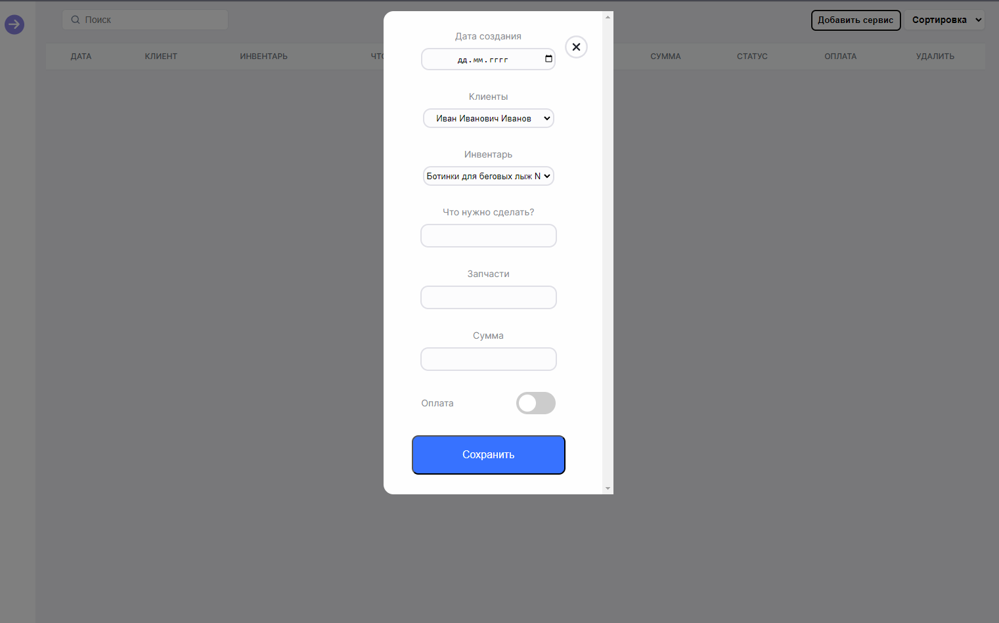 Поиск
Добавить сервис
Сортировка
ДАТА
КЛИЕНТ
ИНВЕНТАРЬ
ЧТО
СУММА
СТАТУС
ОПЛАТА
УДАЛИТЬ
Дата создания
дд.мм.гггг
Клиенты
Иван Иванович Иванов
Инвентарь
Ботинки для беговых лыж N
Что нужно сделать?
Запчасти
Сумма
Оплата
Сохранить